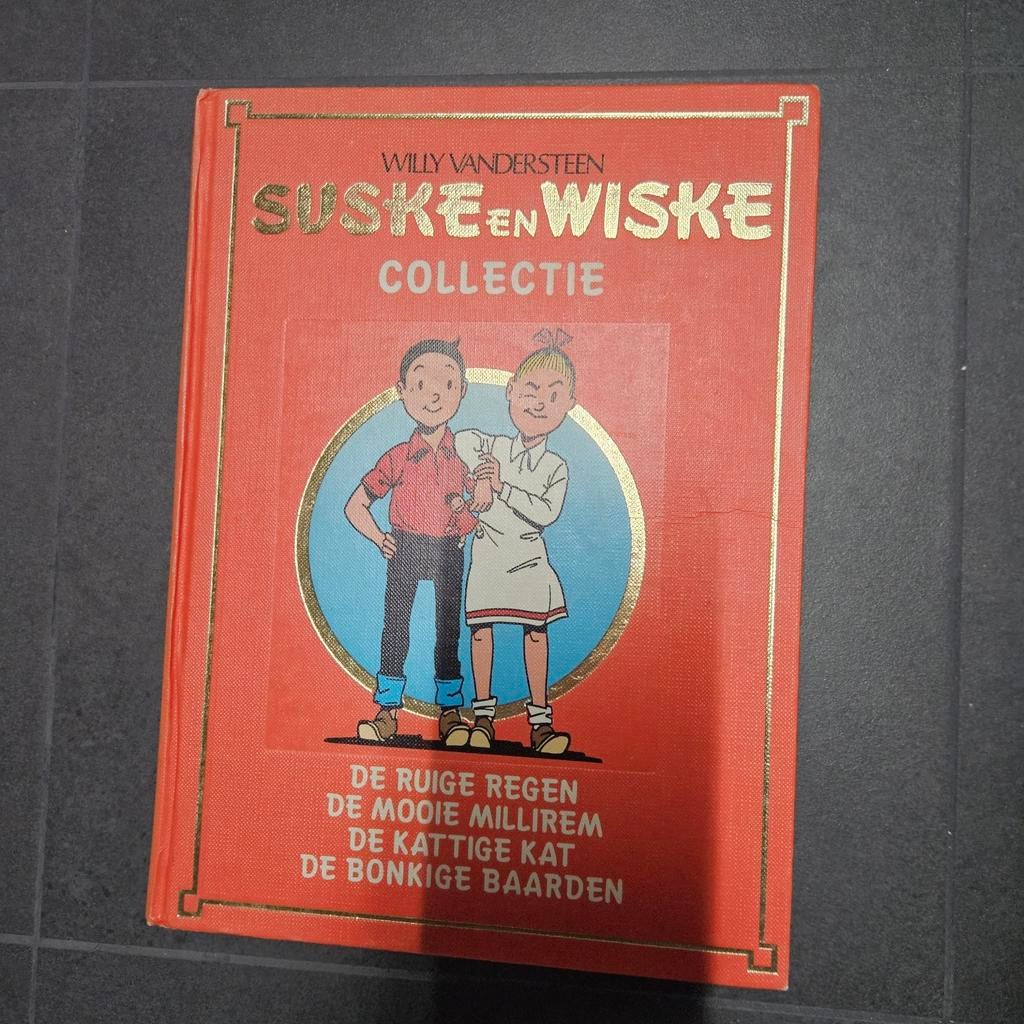 WILLY VANDERSTEEN
SUSKE EN WISKE
COLLECTIE
DE RUIGE REGEN
DE MOOIE MILLIREM
DE KATTIGE KAT
DE BONKIGE BAARDEN